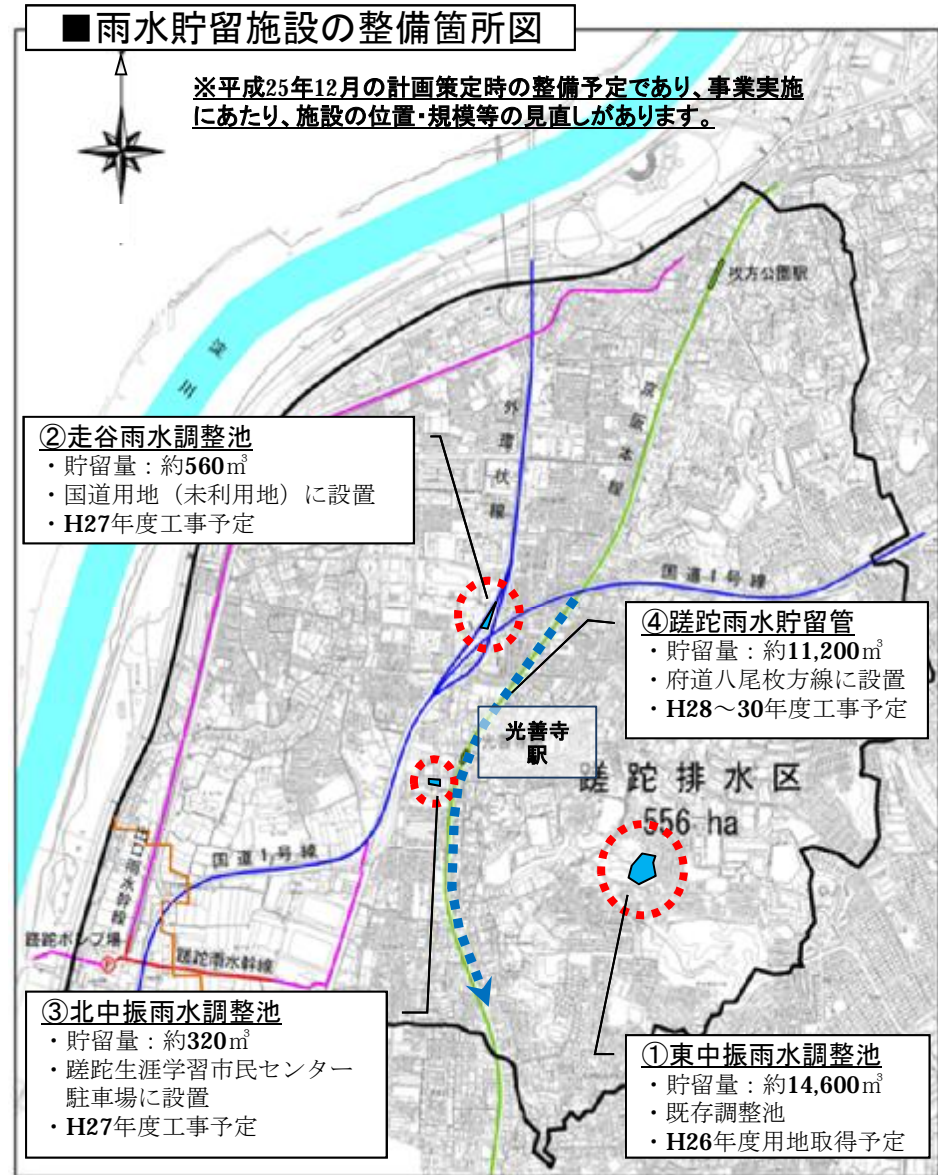 ■雨水貯留施設の整備箇所図
※平成25年12月の計画策定時の整備予定であり、事業実施
にあたり、施設の位置・規模等の見直しがあります。
枚方公園駅
淀川
外環状線
京阪本線
②走谷雨水調整池
・貯留量：約560㎥
・国道用地（未利用地）に設置
・H27年度工事予定
国道1号線
④蹉跎雨水貯留管
・貯留量：約11,200㎥
・府道八尾枚方線に設置
・H28～30年度工事予定
光善寺
駅
蹉跎排水区
556 ha
国道1号線
出口雨水幹線
蹉跎ポンプ場
P
蹉跎雨水幹線
③北中振雨水調整池
・貯留量：約320㎥
・蹉跎生涯学習市民センター
駐車場に設置
・H27年度工事予定
①東中振雨水調整池
・貯留量：約14,600㎥
・既存調整池
・H26年度用地取得予定